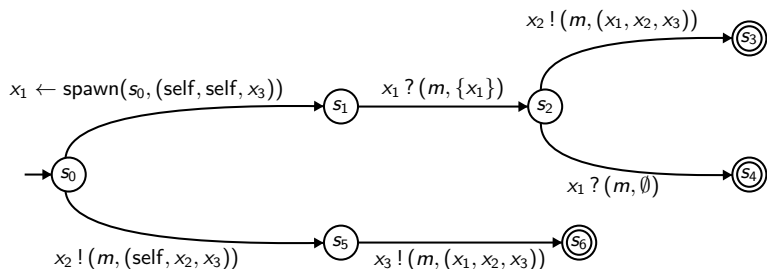 x₂ ! (m, (x₁, x₂, x₃))
s₃
x₁ ← spawn(s₀, (self, self, x₃))
s₁
x₁ ? (m, {x₁})
s₂
s₀
x₁ ? (m, ∅)
s₄
x₂ ! (m, (self, x₂, x₃))
s₅
x₃ ! (m, (x₁, x₂, x₃))
s₆